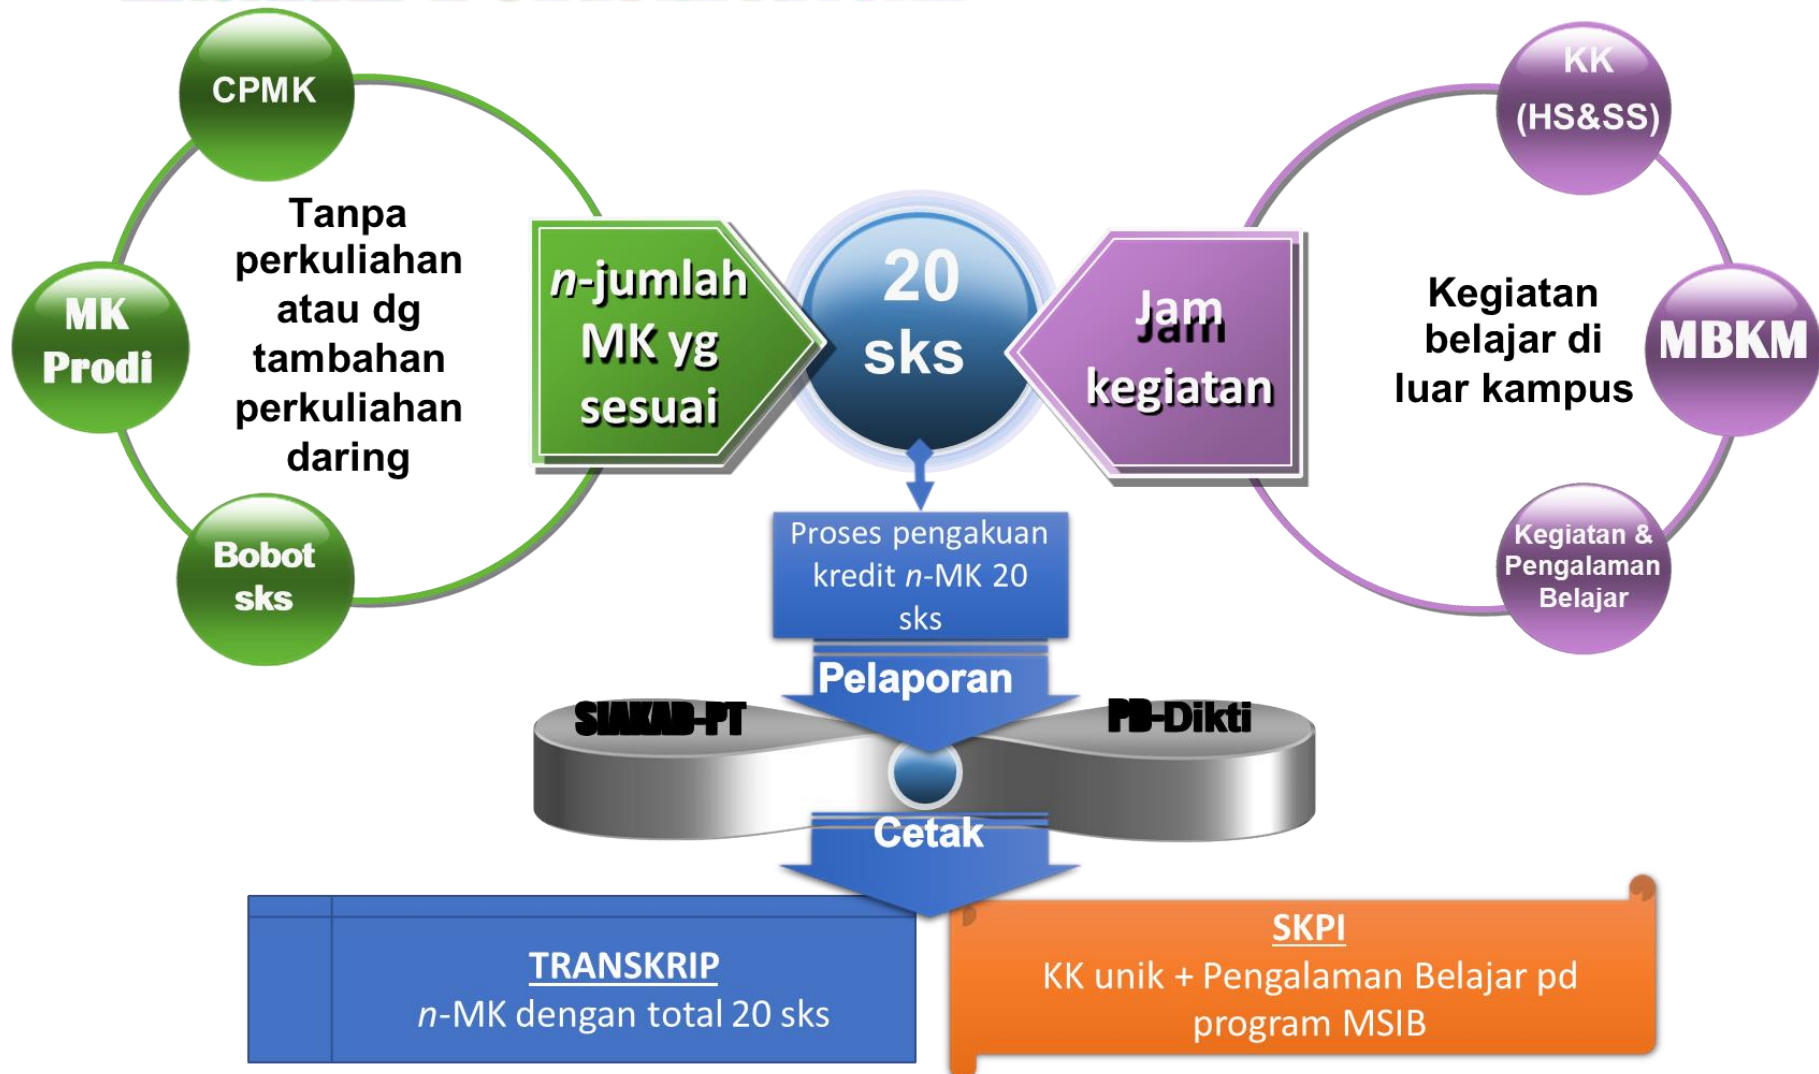 CPMK
MK
Prodi
Bobot
sks
Tanpa
perkuliahan
atau dg
tambahan
perkuliahan
daring
n-jumlah
MK yg
sesuai
20
sks
Jam
kegiatan
Kegiatan
belajar di
luar kampus
KK
(HS&SS)
MBKM
Kegiatan &
Pengalaman
Belajar
Proses pengakuan
kredit n-MK 20
sks
Pelaporan
SIAKAD-PT
PD-Dikti
Cetak
TRANSKRIP
n-MK dengan total 20 sks
SKPI
KK unik + Pengalaman Belajar pd
program MSIB